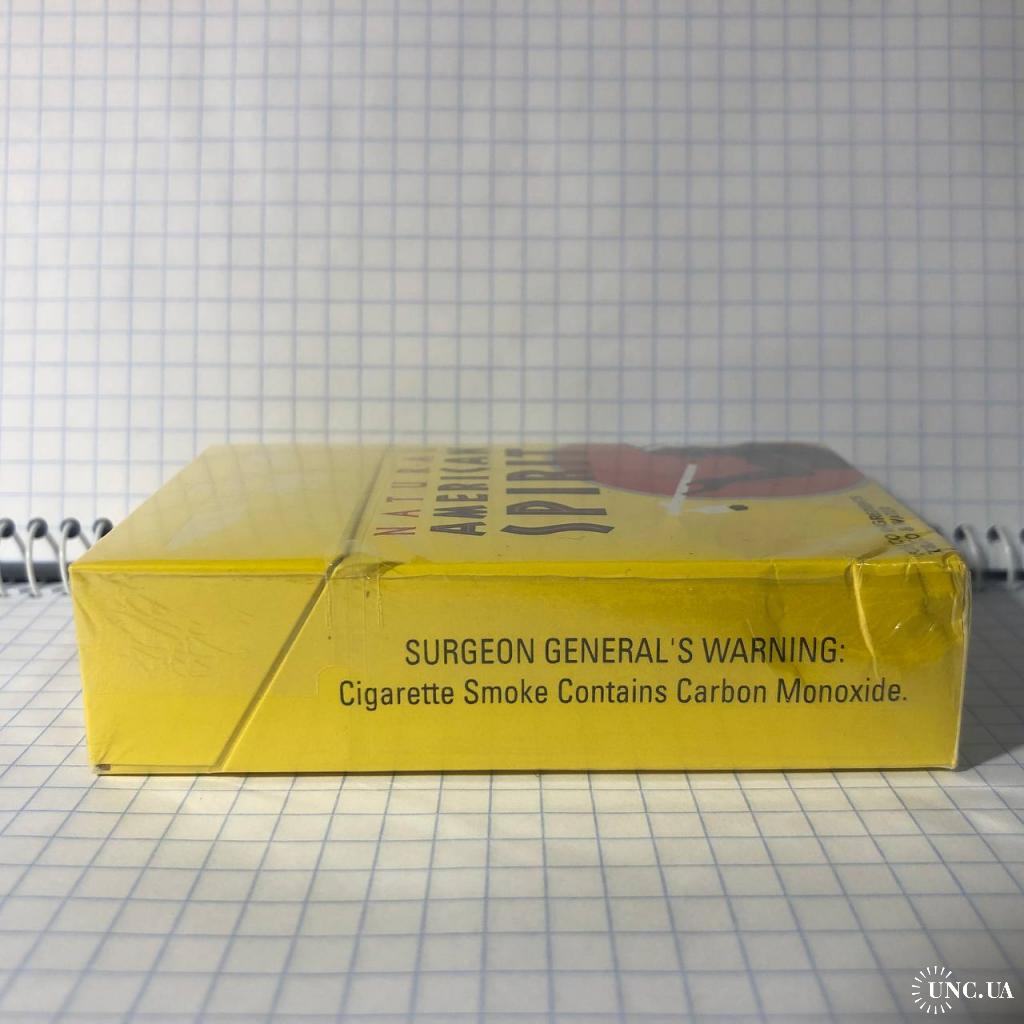 NATURAL
AMERICAN
SPIRIT
SURGEON GENERAL'S WARNING:
Cigarette Smoke Contains Carbon Monoxide.
UNC.UA